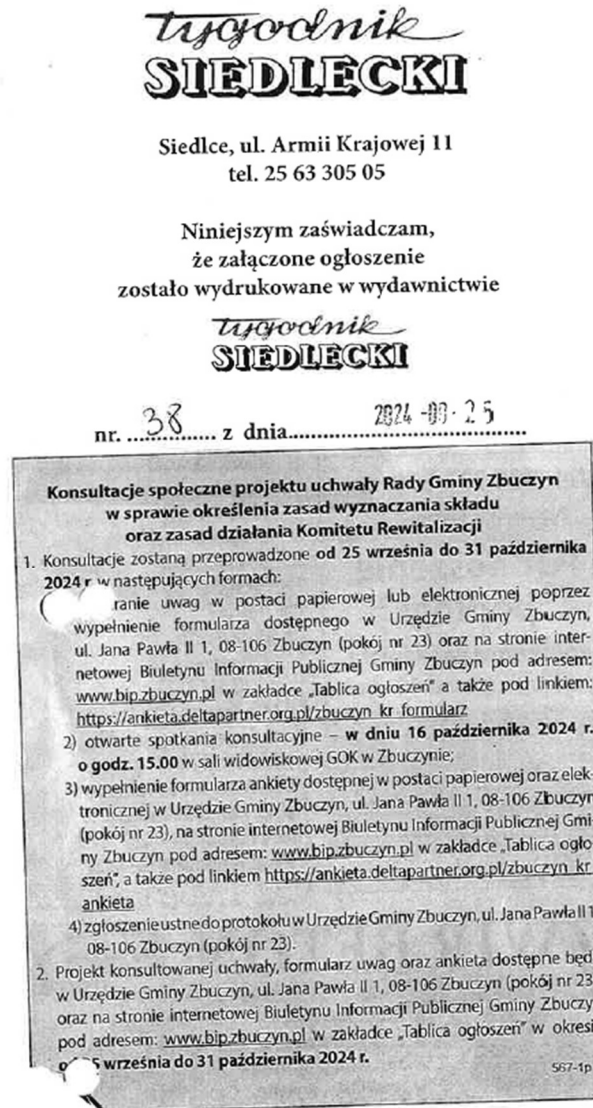 tygodnik
SIEDLECKI
Siedlce, ul. Armii Krajowej 11
tel. 25 63 305 05
Niniejszym zaświadczam,
że załączone ogłoszenie
zostało wydrukowane w wydawnictwie
tygodnik
SIEDLECKI
nr. 38 z dnia 2024 -09- 25
Konsultacje społeczne projektu uchwały Rady Gminy Zbuczyn
w sprawie określenia zasad wyznaczania składu
oraz zasad działania Komitetu Rewitalizacji
1. Konsultacje zostaną przeprowadzone od 25 września do 31 października
2024 r. w następujących formach:
ranie uwag w postaci papierowej lub elektronicznej poprzez
wypełnienie formularza dostępnego w Urzędzie Gminy Zbuczyn,
ul. Jana Pawła II 1, 08-106 Zbuczyn (pokój nr 23) oraz na stronie inter-
netowej Biuletynu Informacji Publicznej Gminy Zbuczyn pod adresem:
www.bip.zbuczyn.pl w zakładce „Tablica ogłoszeń” a także pod linkiem:
https://ankieta.deltapartner.org.pl/zbuczyn_kr_formularz
2) otwarte spotkania konsultacyjne – w dniu 16 października 2024 r.
o godz. 15.00 w sali widowiskowej GOK w Zbuczynie;
3) wypełnienie formularza ankiety dostępnej w postaci papierowej oraz elek-
tronicznej w Urzędzie Gminy Zbuczyn, ul. Jana Pawła II 1, 08-106 Zbuczyn
(pokój nr 23), na stronie internetowej Biuletynu Informacji Publicznej Gmi-
ny Zbuczyn pod adresem: www.bip.zbuczyn.pl w zakładce „Tablica ogło
szeń”, a także pod linkiem https://ankieta.deltapartner.org.pl/zbuczyn_kr
ankieta
4) zgłoszenie ustne do protokołu w Urzędzie Gminy Zbuczyn, ul. Jana Pawła II 1
08-106 Zbuczyn (pokój nr 23).
2. Projekt konsultowanej uchwały, formularz uwag oraz ankieta dostępne będ
w Urzędzie Gminy Zbuczyn, ul. Jana Pawła II 1, 08-106 Zbuczyn (pokój nr 23
oraz na stronie internetowej Biuletynu Informacji Publicznej Gminy Zbuczy
pod adresem: www.bip.zbuczyn.pl w zakładce „Tablica ogłoszeń” w okresi
5 września do 31 października 2024 r.
567-1p